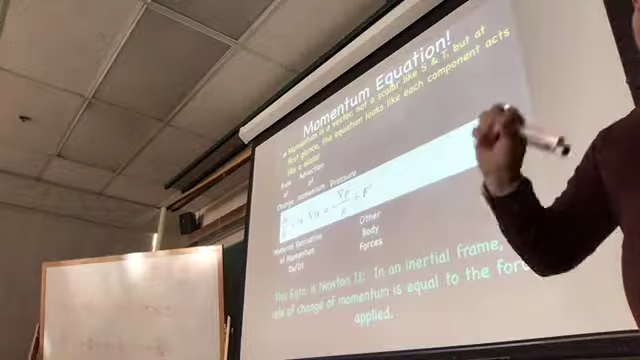 Momentum Equation!
• Momentum is a vector, not a scalar like S & T, but at
first glance, the equation looks like each component acts
like a scalar
Rate Advection
of of
Change momentum Pressure
Material Derivative
of Momentum
Du/Dt
Other
Body
Forces
This Eqtn is Newton II: In an inertial frame,
rate of change of momentum is equal to the
applied.